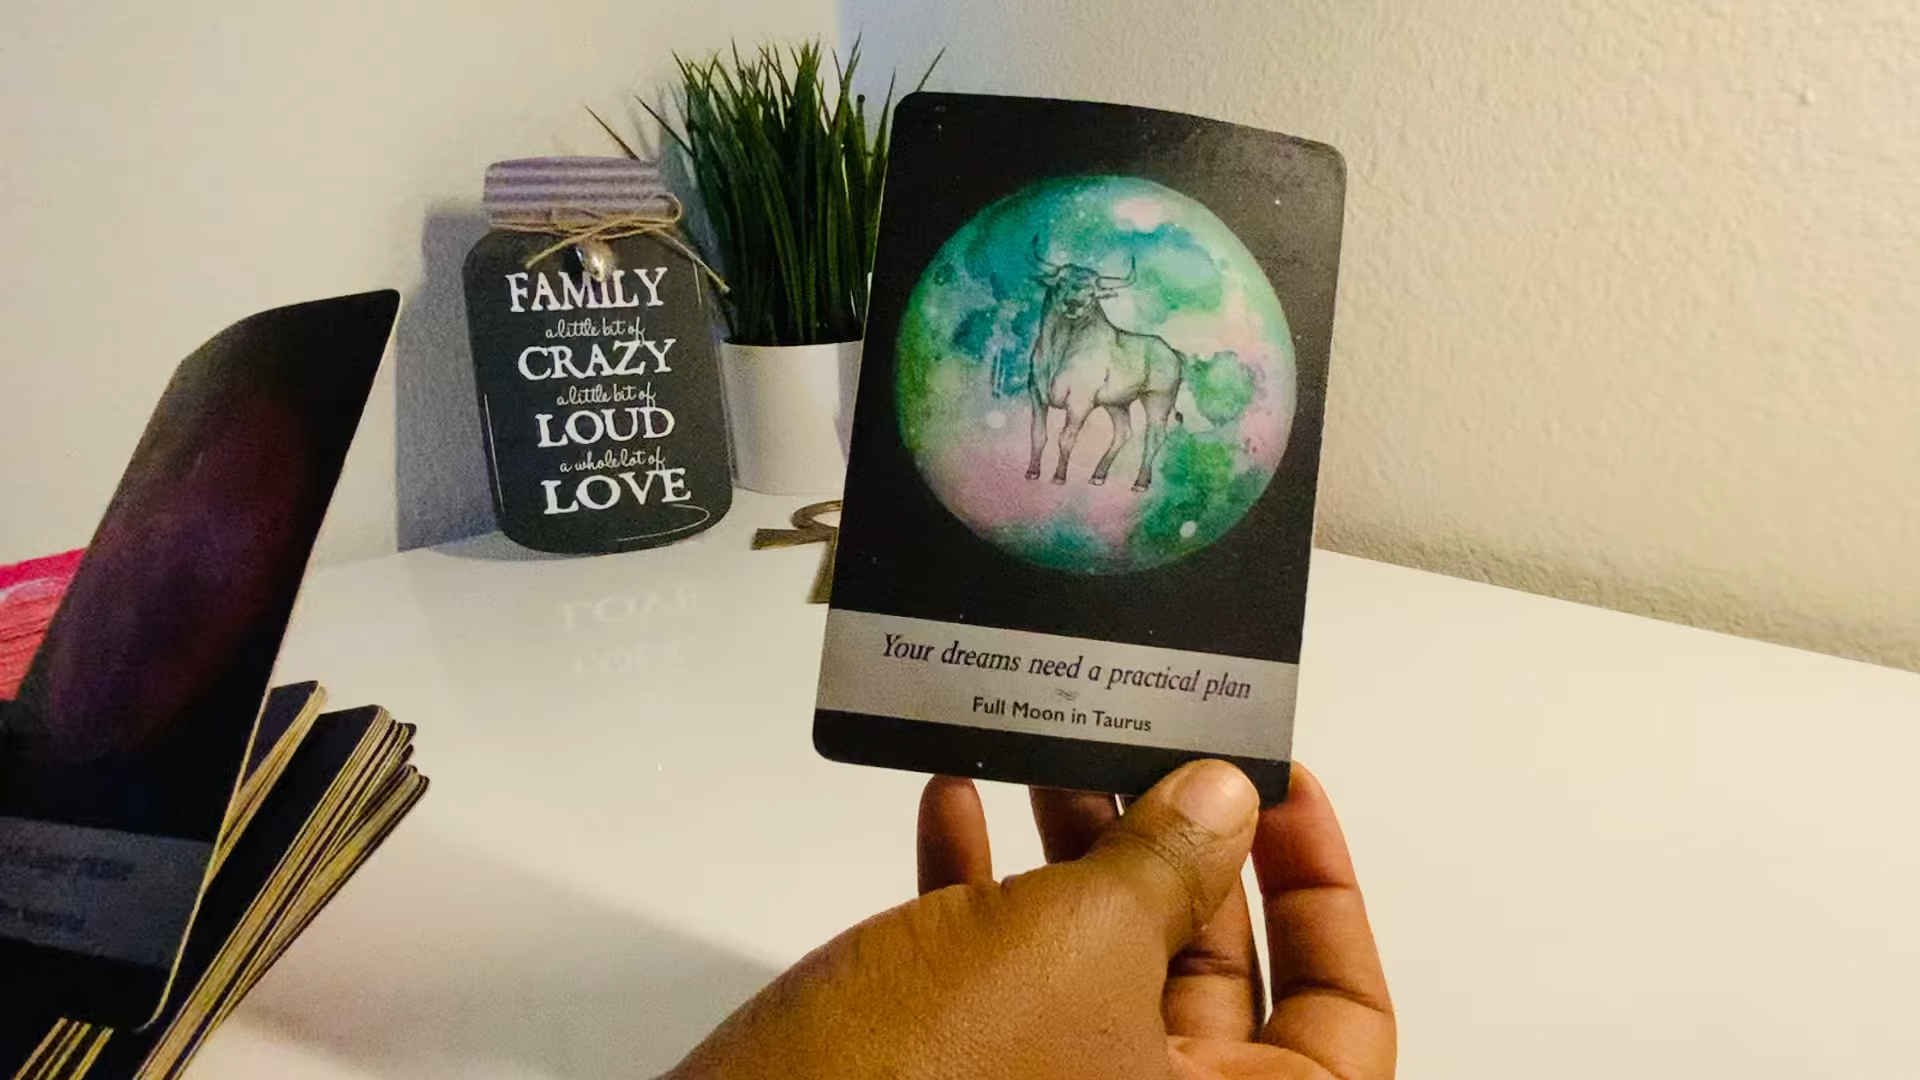 FAMILY
a little bit of
CRAZY
a little bit of
LOUD
a whole lot of
LOVE
Your dreams need a practical plan
Full Moon in Taurus